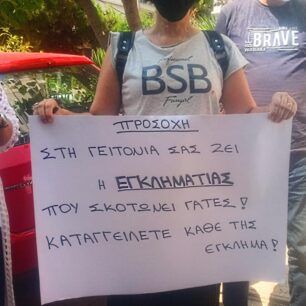 BRAVE
BSB
ΠΡΟΣΟΧΗ
ΣΤΗ ΓΕΙΤΟΝΙΑ ΣΑΣ ΖΕΙ
Η ΕΓΚΛΗΜΑΤΙΑΣ
ΠΟΥ ΣΚΟΤΩΝΕΙ ΓΑΤΕΣ!
ΚΑΤΑΓΓΕΙΛΕΤΕ ΚΑΘΕ ΤΗΣ
ΕΓΚΛΗΜΑ!